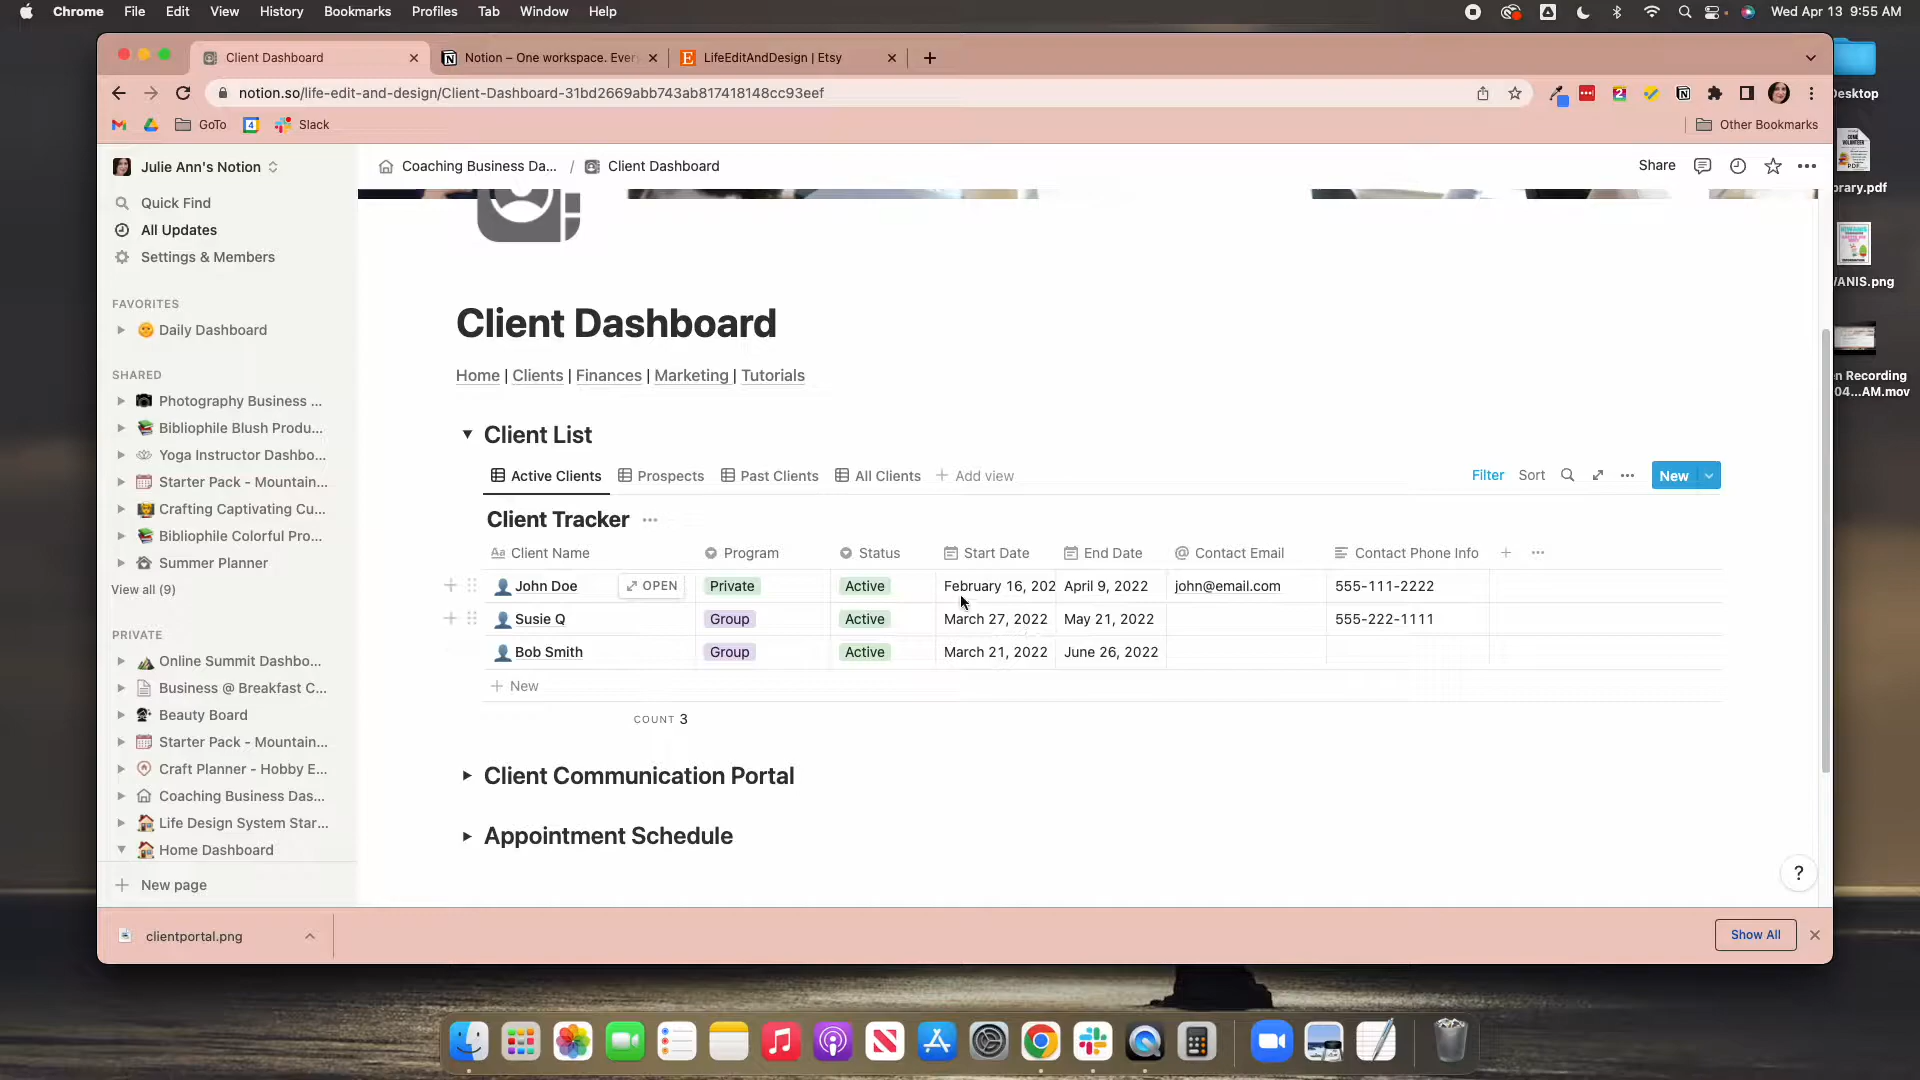 Chrome File Edit View History Bookmarks Profiles Tab Window Help
Wed Apr 13 9:55 AM
Client Dashboard
Notion – One workspace. Ever
LifeEditAndDesign | Etsy
notion.so/life-edit-and-design/Client-Dashboard-31bd2669abb743ab817418148cc93eef
GoTo
4
Slack
Other Bookmarks
Julie Ann's Notion
Quick Find
All Updates
Settings & Members
FAVORITES
Daily Dashboard
SHARED
Photography Business ...
Bibliophile Blush Produ...
Yoga Instructor Dashbo...
Starter Pack - Mountain...
Crafting Captivating Cu...
Bibliophile Colorful Pro...
Summer Planner
View all (9)
PRIVATE
Online Summit Dashbo...
Business @ Breakfast C...
Beauty Board
Starter Pack - Mountain...
Craft Planner - Hobby E...
Coaching Business Das...
Life Design System Star...
Home Dashboard
New page
Coaching Business Da... / Client Dashboard
Share
Client Dashboard
Home | Clients | Finances | Marketing | Tutorials
Client List
Active Clients Prospects Past Clients All Clients + Add view
Filter Sort New
Client Tracker ...
Aa Client Name Program Status Start Date End Date @ Contact Email Contact Phone Info
John Doe OPEN Private Active February 16, 202 April 9, 2022 john@email.com 555-111-2222
Susie Q Group Active March 27, 2022 May 21, 2022 555-222-1111
Bob Smith Group Active March 21, 2022 June 26, 2022
+ New
COUNT 3
Client Communication Portal
Appointment Schedule
?
clientportal.png
Show All
Desktop
rary.pdf
WANIS.png
n Recording
04...AM.mov